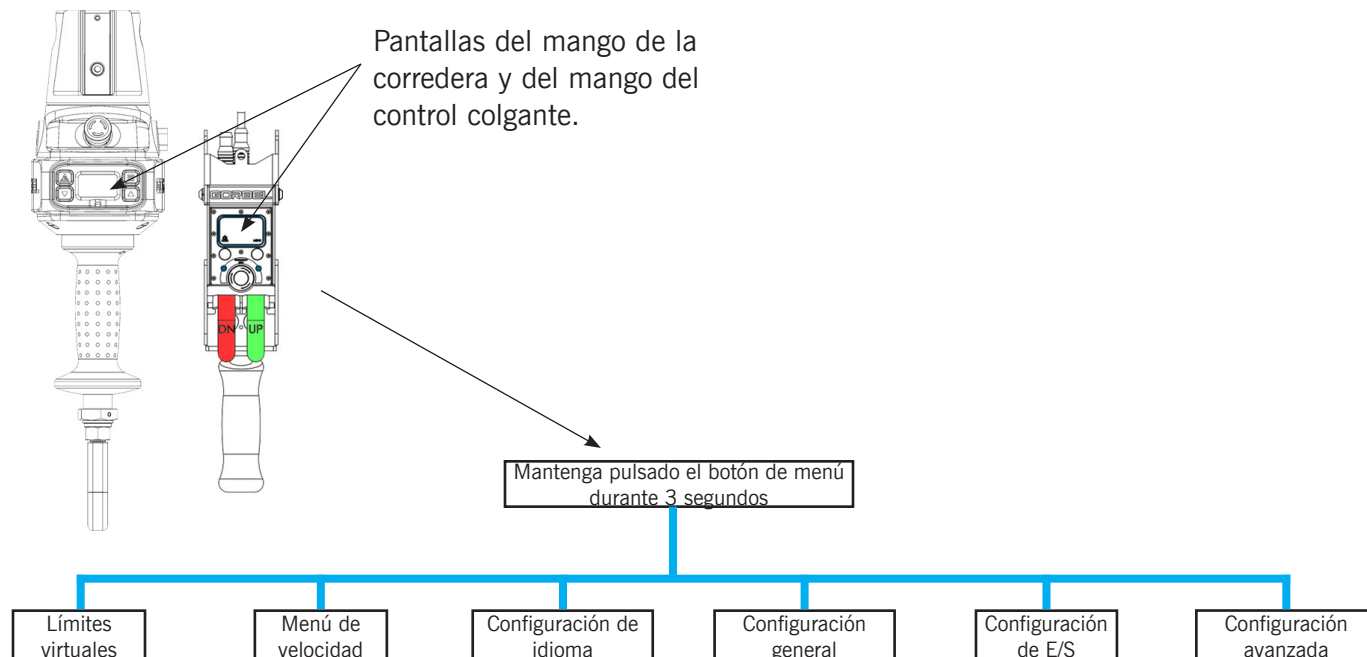 Pantallas del mango de la
corredera y del mango del
control colgante.
GORBEL
DN UP
Mantenga pulsado el botón de menú
durante 3 segundos
Límites
virtuales
Menú de
velocidad
Configuración de
idioma
Configuración
general
Configuración
de E/S
Configuración
avanzada